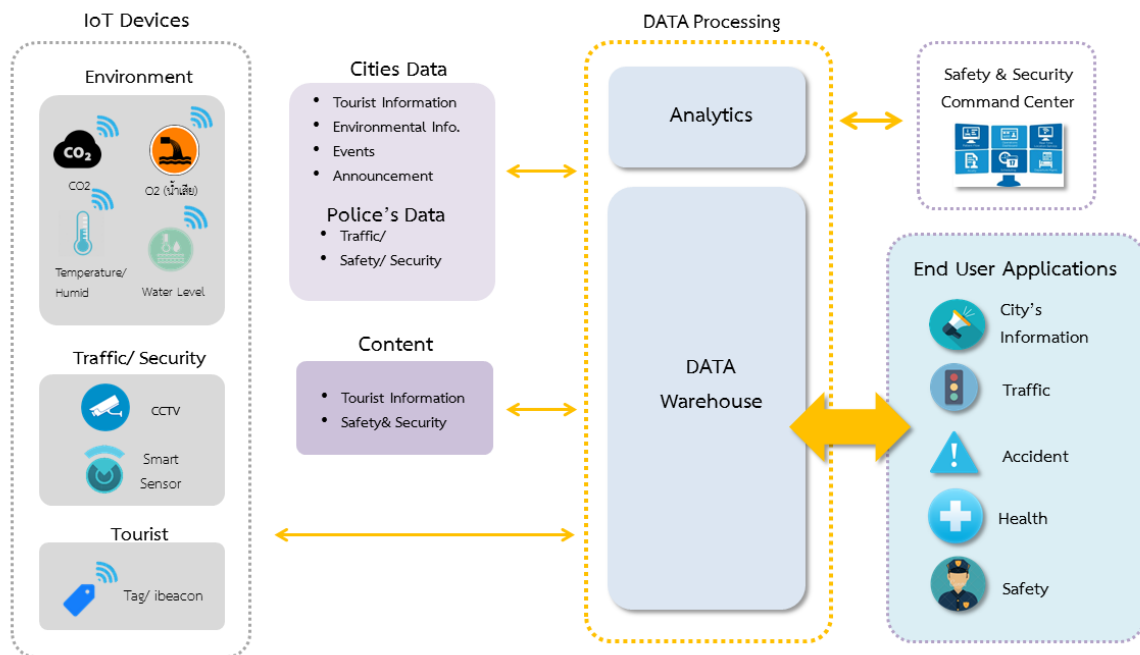 IoT Devices
Environment
CO₂
CO2
O2 (น้ำเสีย)
Temperature/
Humid
Water Level
Traffic/ Security
CCTV
Smart
Sensor
Tourist
Tag/ ibeacon
Cities Data
• Tourist Information
• Environmental Info.
• Events
• Announcement
Police's Data
• Traffic/
• Safety/ Security
Content
• Tourist Information
• Safety& Security
DATA Processing
Analytics
DATA
Warehouse
Safety & Security
Command Center
End User Applications
City's
Information
Traffic
Accident
Health
Safety